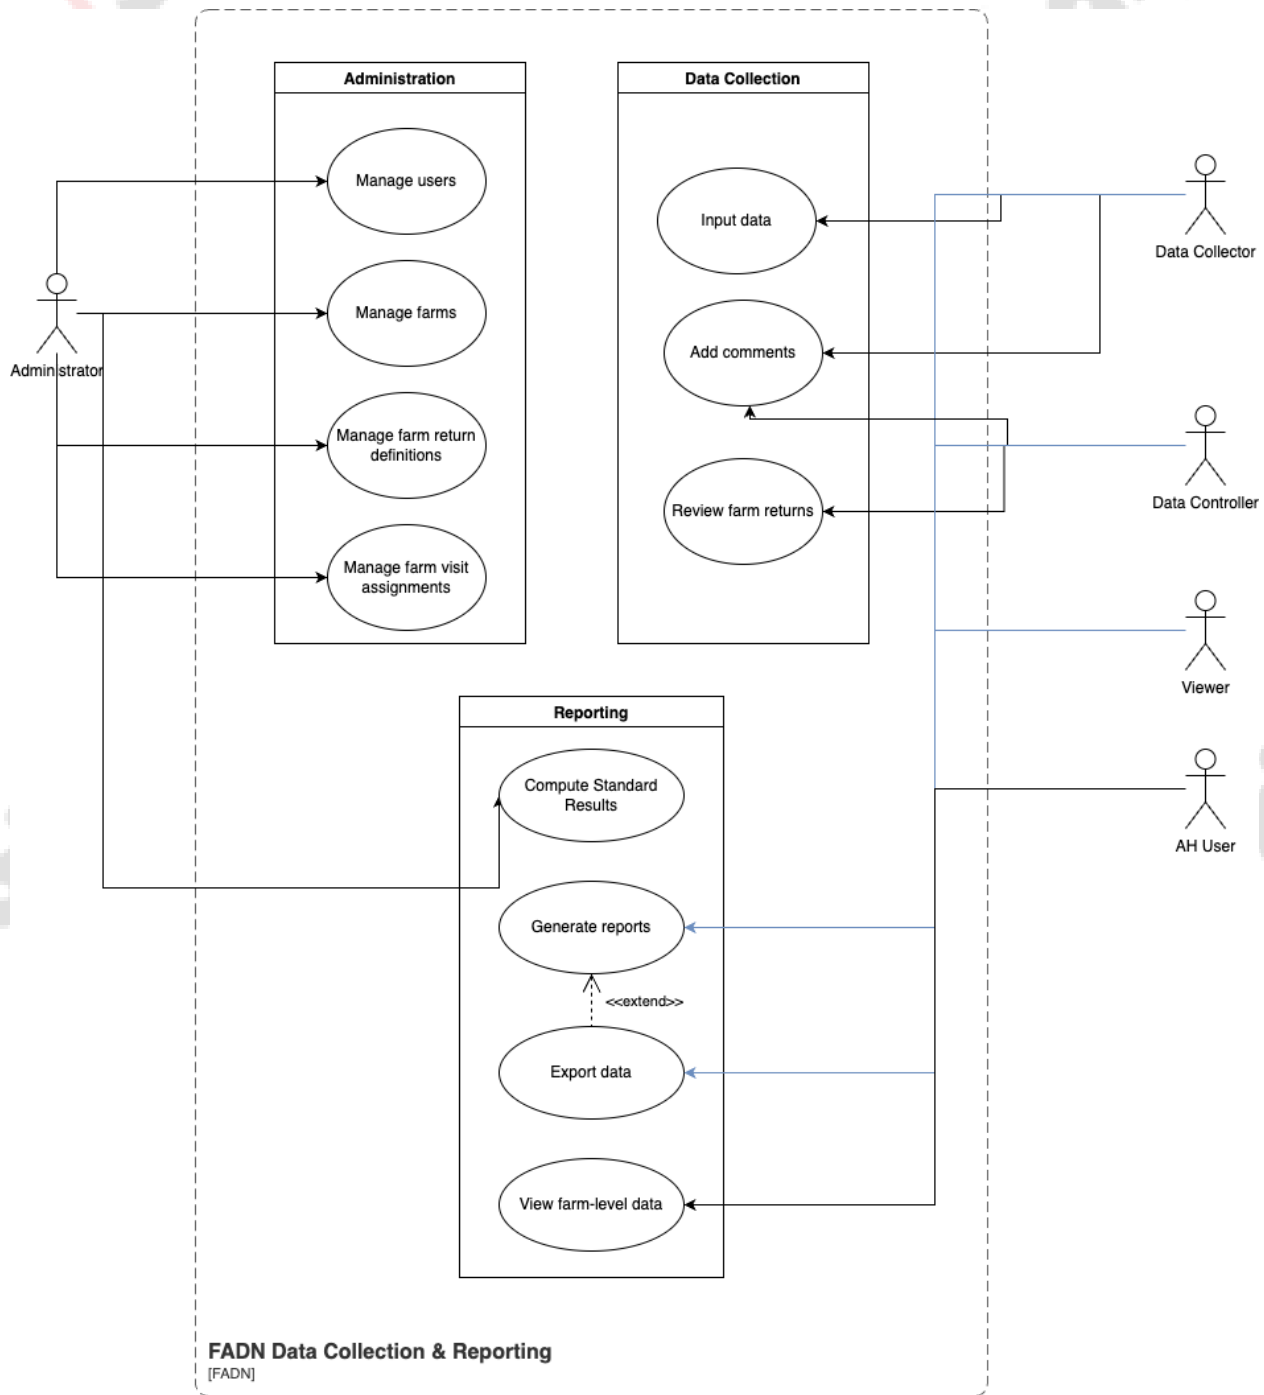 Administration
Manage users
Manage farms
Manage farm return
definitions
Manage farm visit
assignments
Data Collection
Input data
Add comments
Review farm returns
Administrator
Data Collector
Data Controller
Viewer
AH User
Reporting
Compute Standard
Results
Generate reports
<<extend>>
Export data
View farm-level data
FADN Data Collection & Reporting
[FADN]